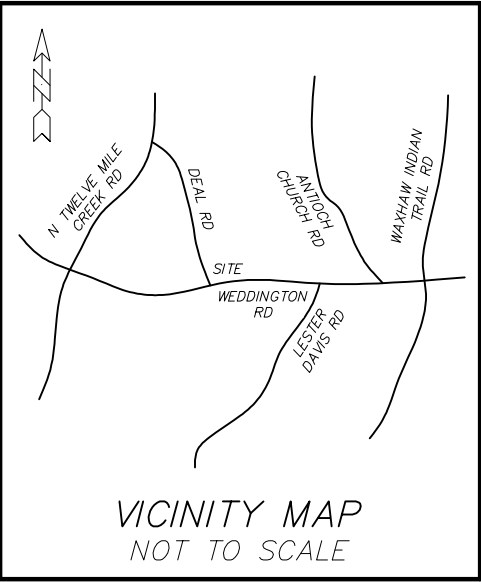 N
N TWELVE MILE
CREEK RD
DEAL RD
ANTIOCH
CHURCH RD
WAXHAW INDIAN
TRAIL RD
SITE
WEDDINGTON
RD
LESTER
DAVIS RD
VICINITY MAP
NOT TO SCALE